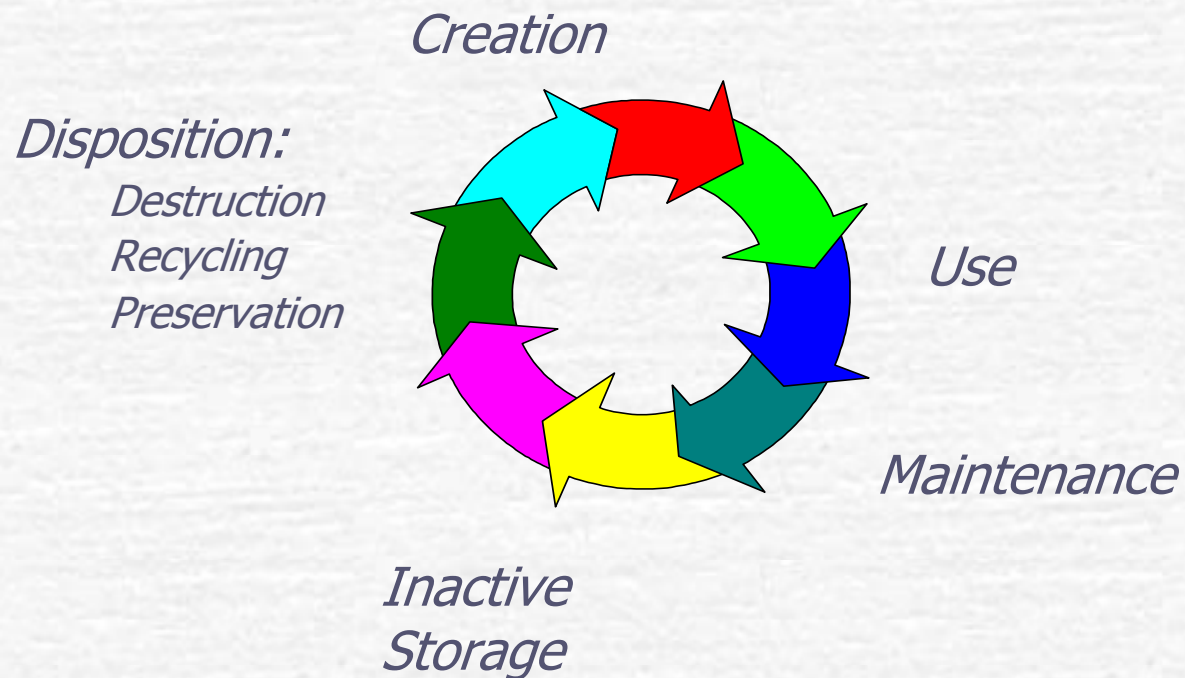 Creation
Disposition:
Destruction
Recycling
Preservation
Use
Maintenance
Inactive
Storage